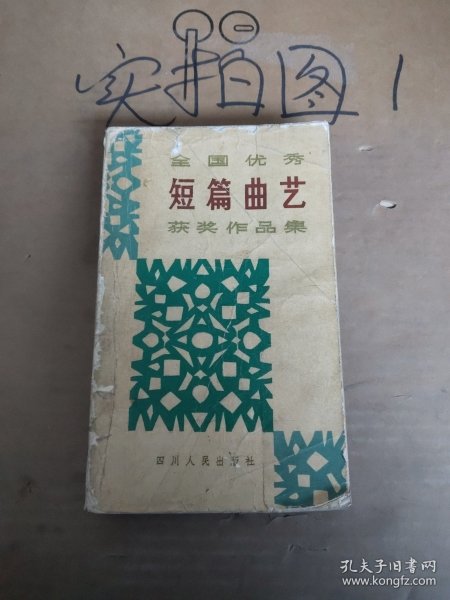 实拍图1
全国优秀
短篇曲艺
获奖作品集
四川人民出版社
孔夫子旧书网
www.kongfz.com